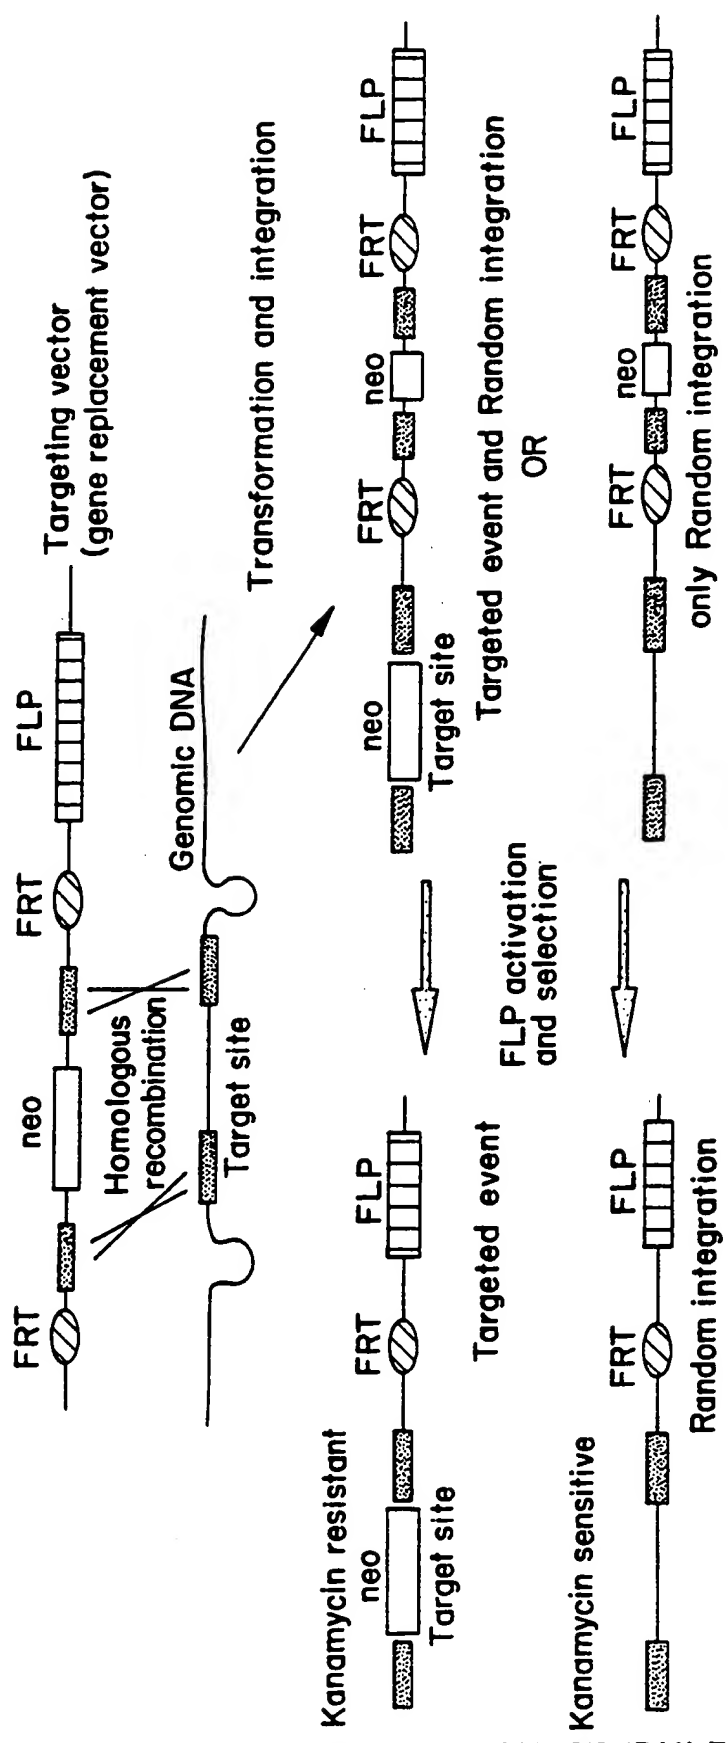 FRT
neo
FRT
FLP
Targeting vector
(gene replacement vector)
Homologous
recombination
Genomic DNA
Target site
Transformation and integration
Kanamycin resistant
neo
Target site
FRT
FLP
Targeted event
neo
Target site
FRT
neo
FRT
FLP
Targeted event and Random integration
OR
FLP activation
and selection
Kanamycin sensitive
FRT
FLP
Random integration
FRT
neo
FRT
FLP
only Random integration